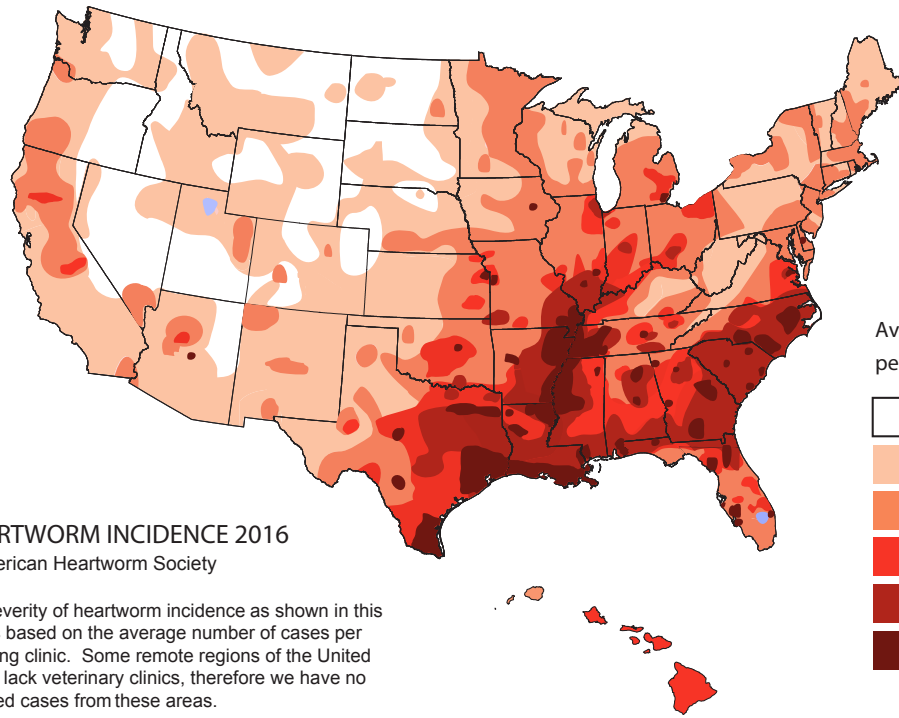 Av
pe
RTWORM INCIDENCE 2016
erican Heartworm Society
everity of heartworm incidence as shown in this
s based on the average number of cases per
ng clinic. Some remote regions of the United
lack veterinary clinics, therefore we have no
ed cases from these areas.